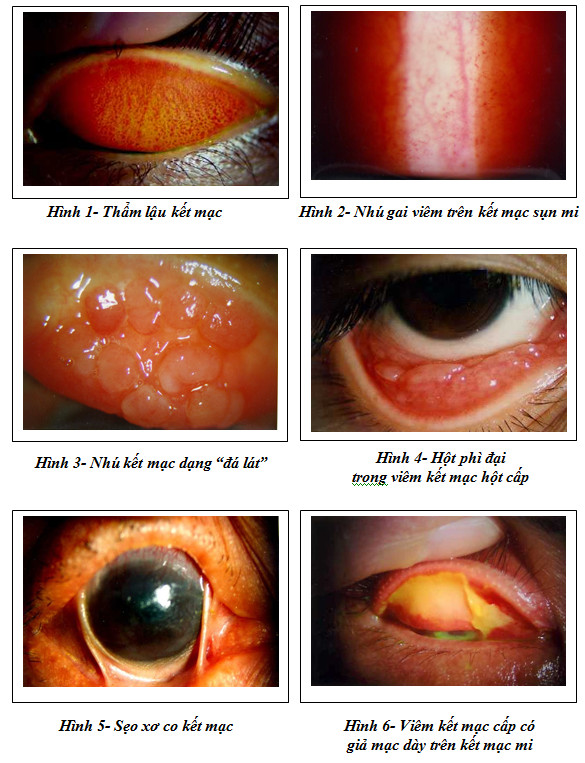 Hình 1- Thẩm lậu kết mạc
Hình 2- Nhú gai viêm trên kết mạc sụn mi
Hình 3- Nhú kết mạc dạng “đá lát”
Hình 4- Hột phì đại
trong viêm kết mạc hột cấp
Hình 5- Sẹo xơ co kết mạc
Hình 6- Viêm kết mạc cấp có
giả mạc dày trên kết mạc mi